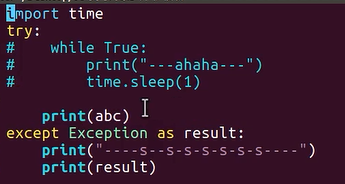 import time
try:
#    while True:
#        print("---ahaha---")
#        time.sleep(1)
    print(abc)
except Exception as result:
    print("----s--s-s-s-s-s-s----")
    print(result)